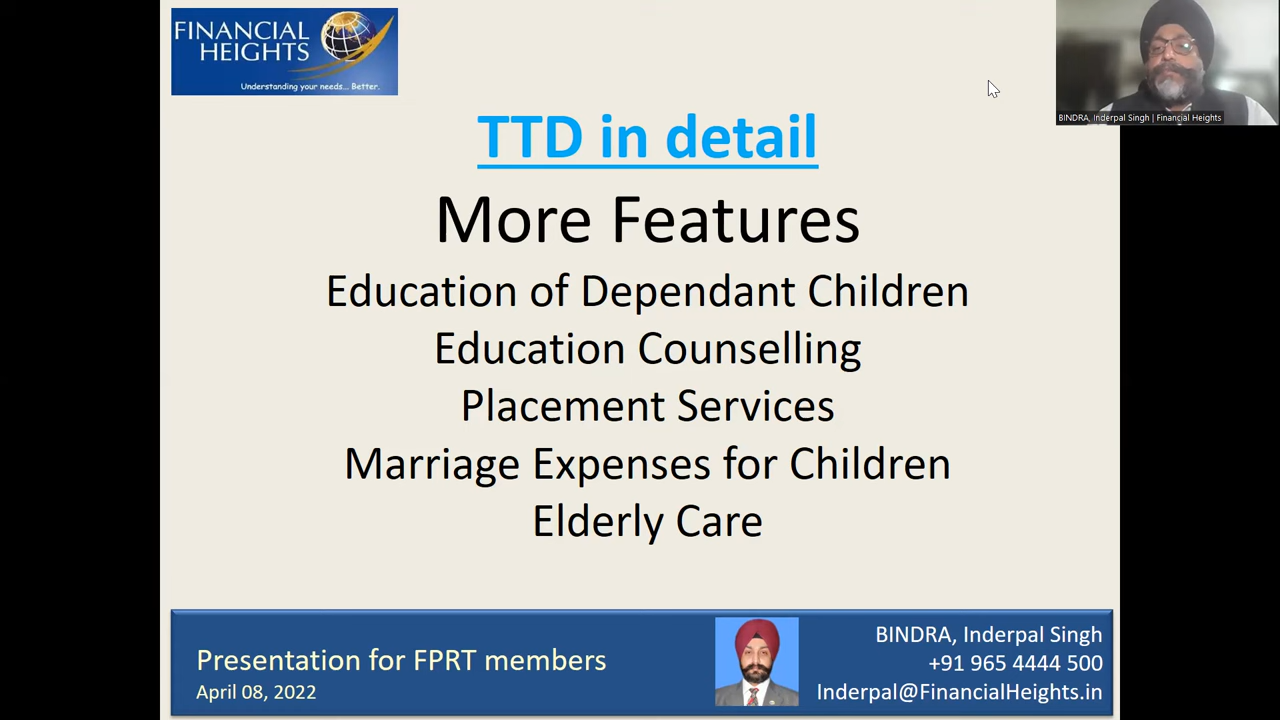 FINANCIAL
HEIGHTS
Understanding your needs... Better.
BINDRA, Inderpal Singh | Financial Heights
TTD in detail
More Features
Education of Dependant Children
Education Counselling
Placement Services
Marriage Expenses for Children
Elderly Care
Presentation for FPRT members
April 08, 2022
BINDRA, Inderpal Singh
+91 965 4444 500
Inderpal@FinancialHeights.in